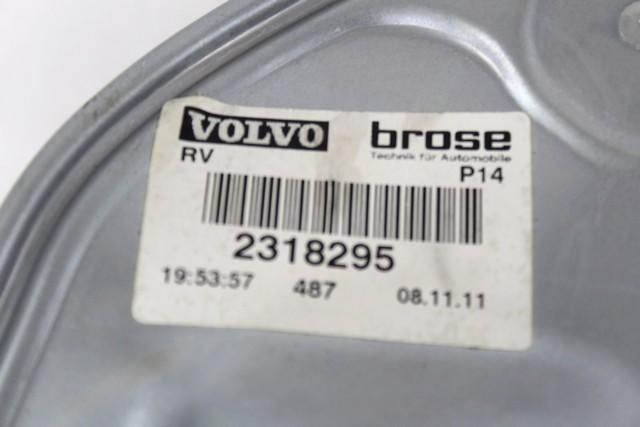 VOLVO brose
Technik für Automobile
RV P14
2318295
19:53:57 487 08.11.11